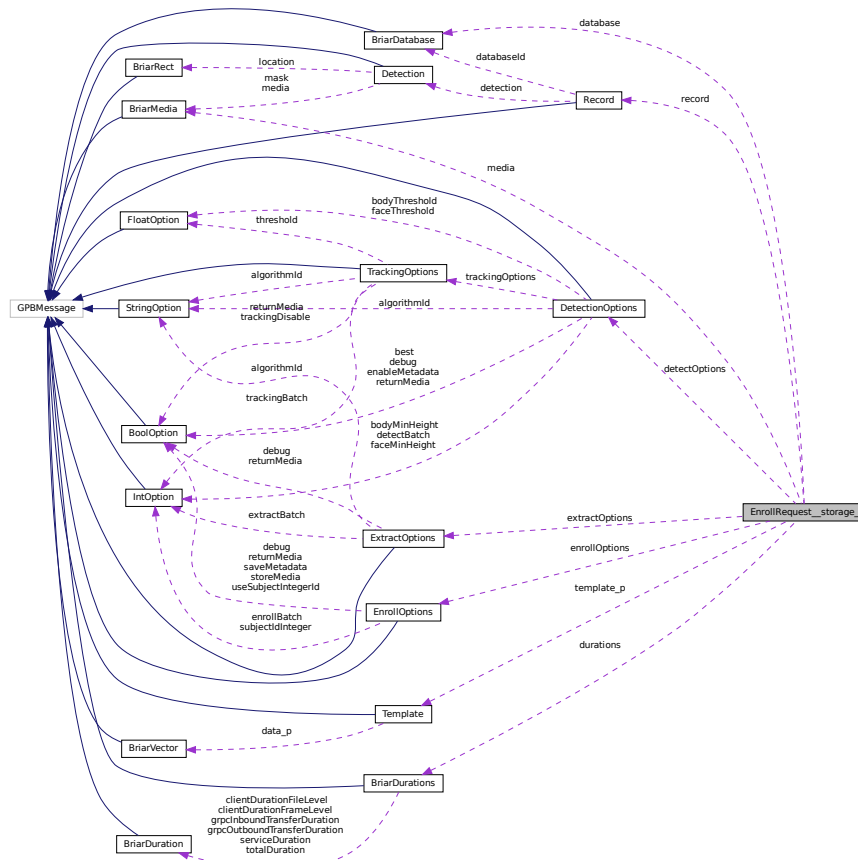 database
BriarDatabase
databaseId
location
BriarRect
Detection
mask
media
detection
Record
record
BriarMedia
media
bodyThreshold
faceThreshold
FloatOption
threshold
TrackingOptions
trackingOptions
algorithmId
GPBMessage
StringOption
returnMedia
trackingDisable
algorithmId
DetectionOptions
best
debug
enableMetadata
returnMedia
algorithmId
detectOptions
trackingBatch
bodyMinHeight
detectBatch
faceMinHeight
BoolOption
debug
returnMedia
IntOption
extractBatch
EnrollRequest__storage_
extractOptions
ExtractOptions
debug
returnMedia
saveMetadata
storeMedia
useSubjectIntegerId
enrollOptions
template_p
enrollBatch
subjectIdInteger
EnrollOptions
durations
Template
data_p
BriarVector
BriarDurations
clientDurationFileLevel
clientDurationFrameLevel
grpcInboundTransferDuration
grpcOutboundTransferDuration
serviceDuration
totalDuration
BriarDuration